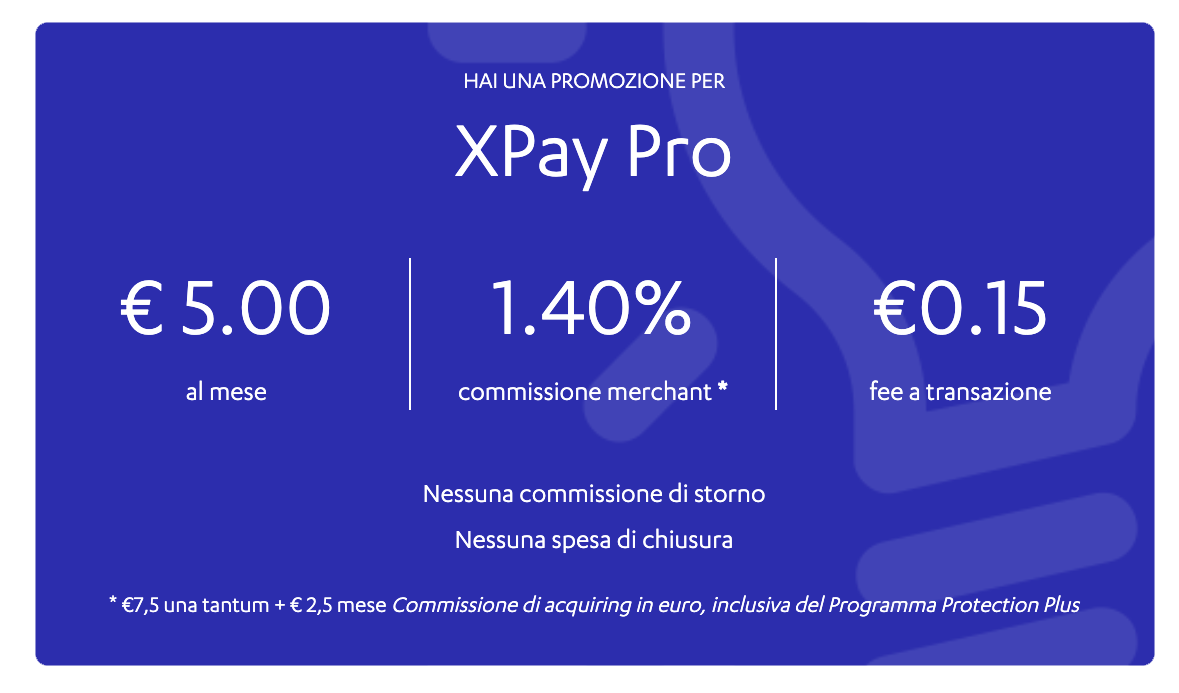 HAI UNA PROMOZIONE PER
XPay Pro
€ 5.00
al mese
1.40%
commissione merchant *
€0.15
fee a transazione
Nessuna commissione di storno
Nessuna spesa di chiusura
* €7,5 una tantum + € 2,5 mese Commissione di acquiring in euro, inclusiva del Programma Protection Plus